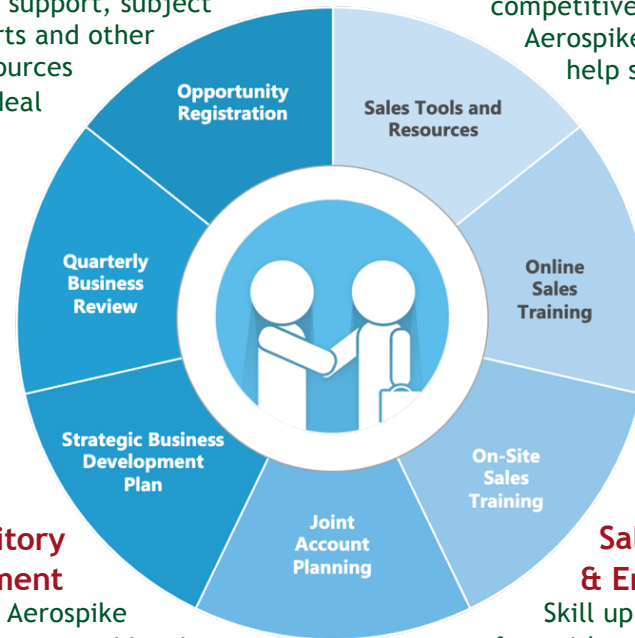 support, subject
rts and other
ources
deal
competitive
Aerospike
help s
Opportunity
Registration
Sales Tools and
Resources
Quarterly
Business
Review
Online
Sales
Training
Strategic Business
Development
Plan
On-Site
Sales
Training
Joint
Account
Planning
itory
ment
Aerospike
Sal
& En
Skill up